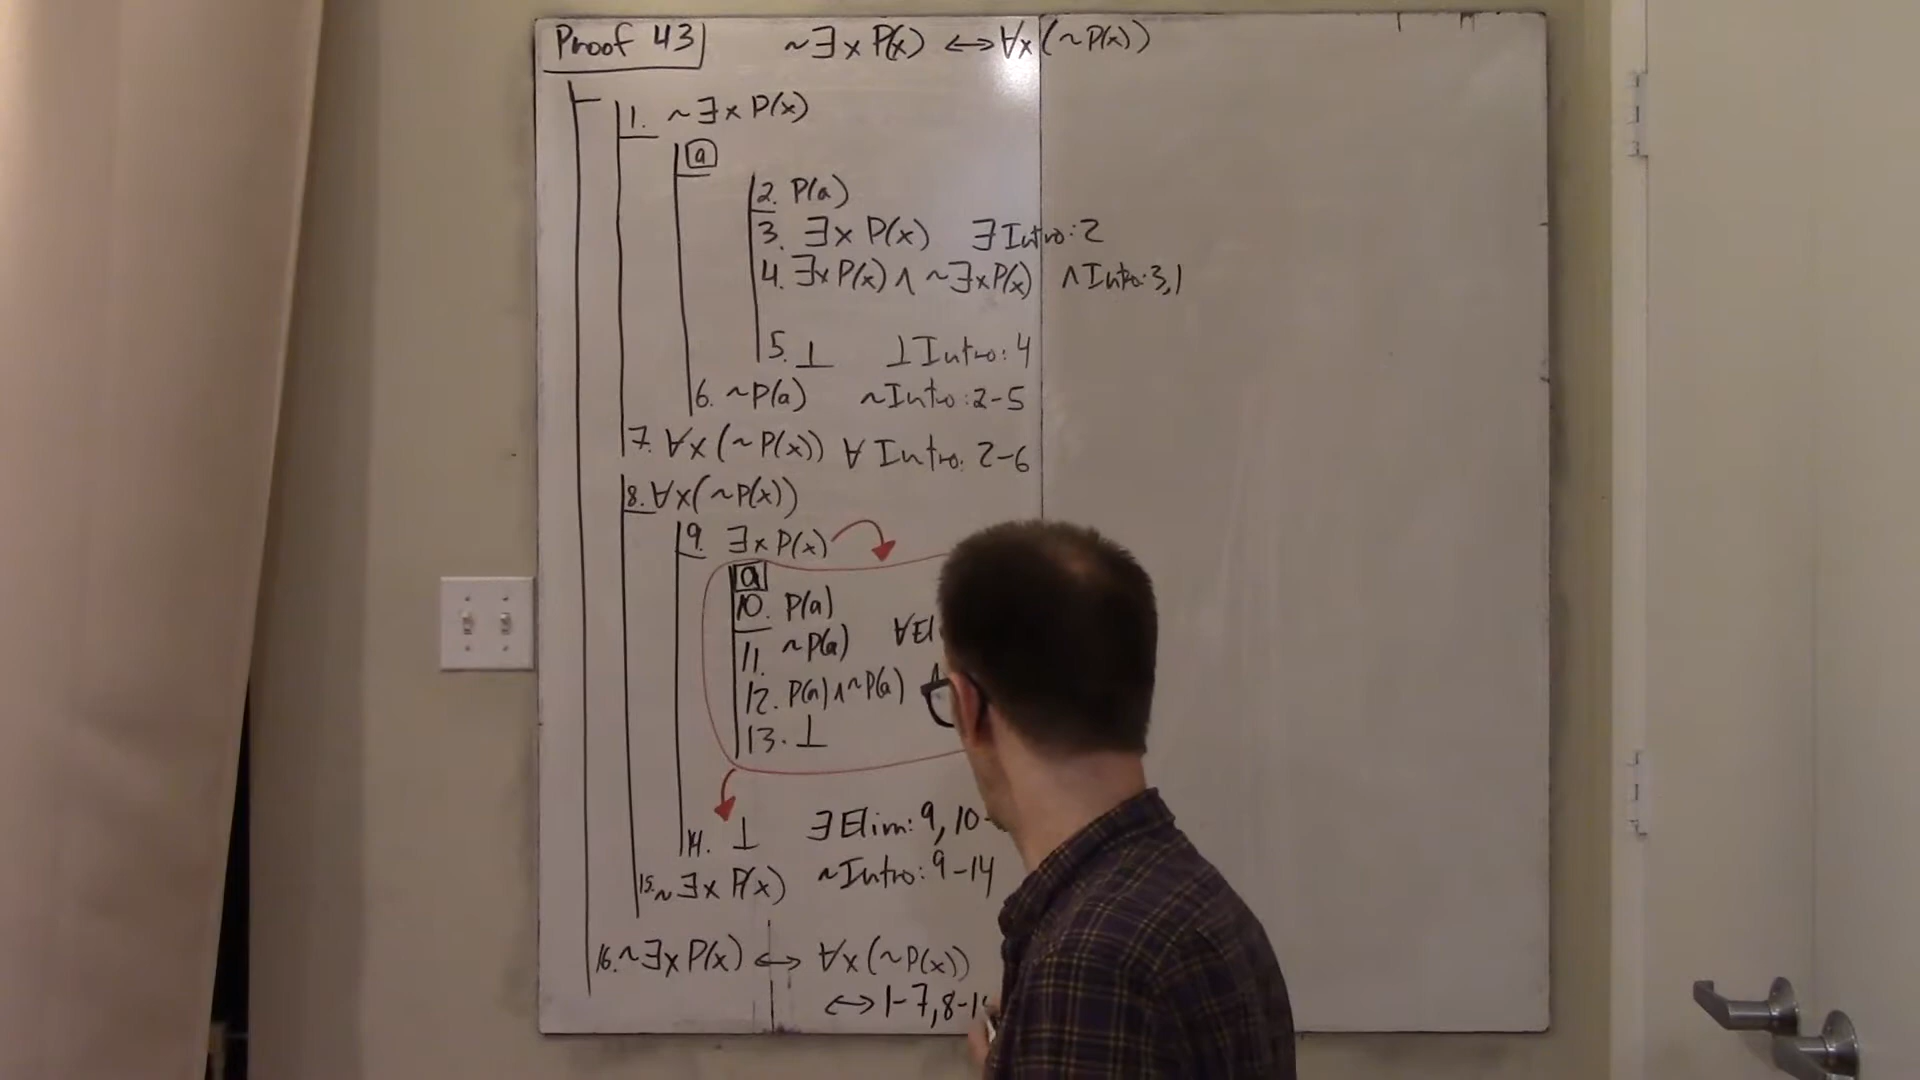 Proof 43 ~∃x P(x) ↔ ∀x (~P(x))
1. ~∃x P(x)
a
2. P(a)
3. ∃x P(x) ∃ Intro: 2
4. ∃x P(x) ∧ ~∃x P(x) ∧ Intro: 3,1
5. ⊥ ⊥ Intro: 4
6. ~P(a) ~Intro: 2-5
7. ∀x (~P(x)) ∀ Intro: 2-6
8. ∀x (~P(x))
9. ∃x P(x)
a
10. P(a)
11. ~P(a)
12. P(a) ∧ ~P(a)
13. ⊥
14. ⊥ ∃ Elim: 9, 10-
15. ~∃x P(x) ~Intro: 9-14
16. ~∃x P(x) ↔ ∀x (~P(x))
↔ 1-7, 8-